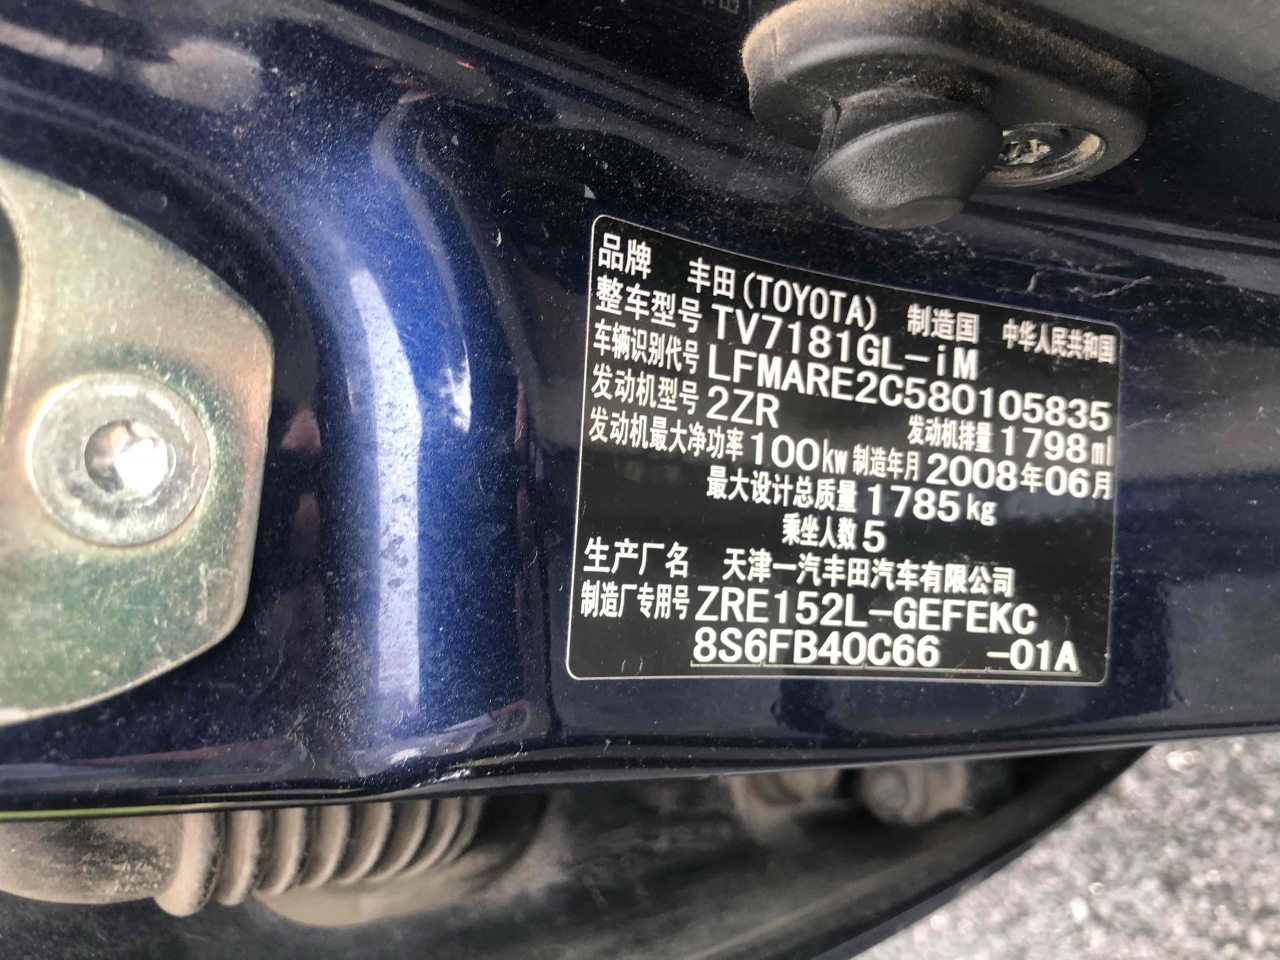 品牌 丰田(TOYOTA) 制造国 中华人民共和国
整车型号 TV7181GL-iM
车辆识别代号 LFMARE2C580105835
发动机型号 2ZR 发动机排量 1798ml
发动机最大净功率 100kw 制造年月 2008年06月
最大设计总质量 1785kg
乘坐人数 5
生产厂名 天津一汽丰田汽车有限公司
制造厂专用号 ZRE152L-GEFEKC
8S6FB40C66 -01A